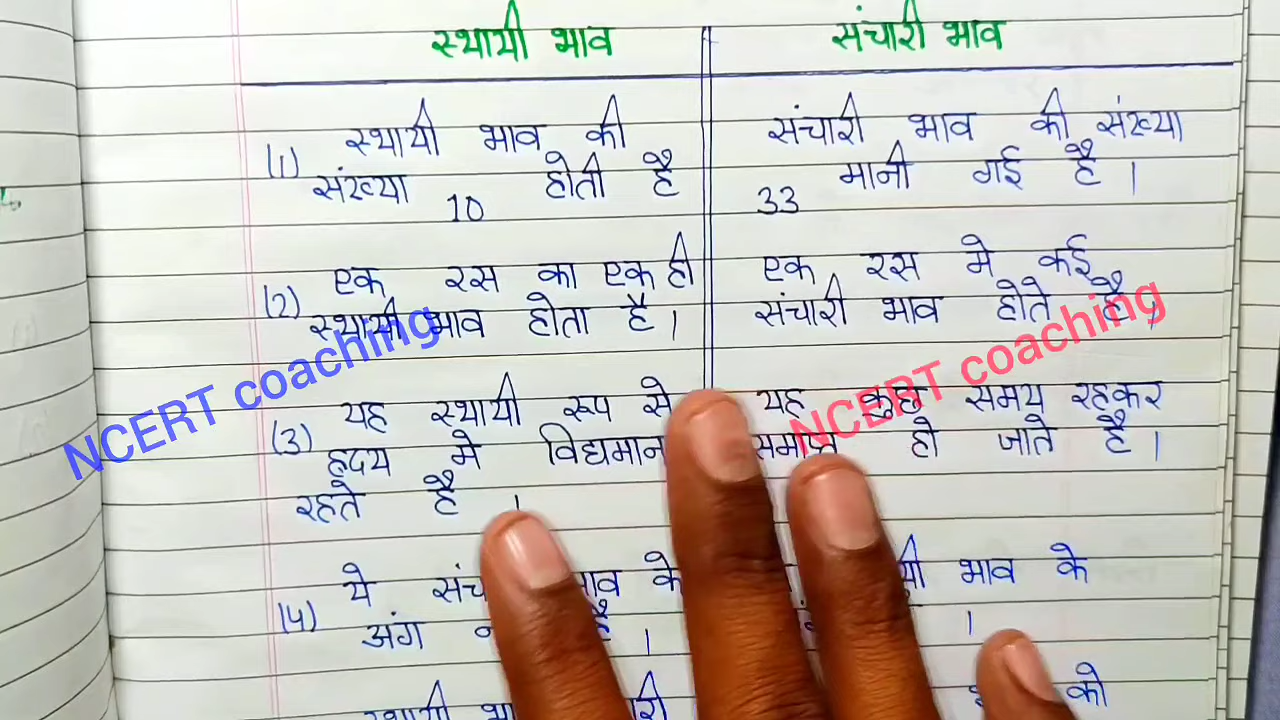 स्थायी भाव संचारी भाव
(1) स्थायी भाव की
संख्या 10 होती है
संचारी भाव की संख्या
33 मानी गई है ।
(2) एक रस का एक ही
स्थायी भाव होता है ।
एक रस मे कई
संचारी भाव होते है ।
(3) यह स्थायी रूप से
हृदय मे विद्यमान
रहते है ।
यह कुछ समय रहकर
समाप्त हो जाते है ।
(4) ये भाव के
अंग है ।
भाव के
।
स्थायी
को
NCERT coaching
NCERT coaching